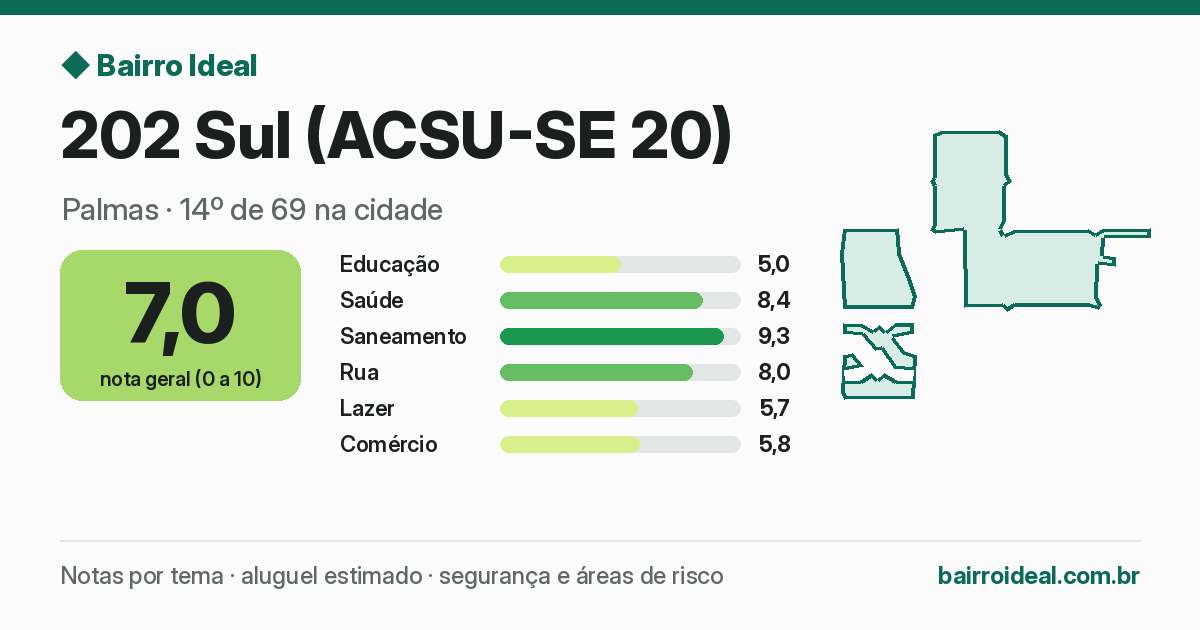 Bairro Ideal
202 Sul (ACSU-SE 20)
Palmas · 14º de 69 na cidade
7,0
nota geral (0 a 10)
Educação 5,0
Saúde 8,4
Saneamento 9,3
Rua 8,0
Lazer 5,7
Comércio 5,8
Notas por tema · aluguel estimado · segurança e áreas de risco
bairroideal.com.br